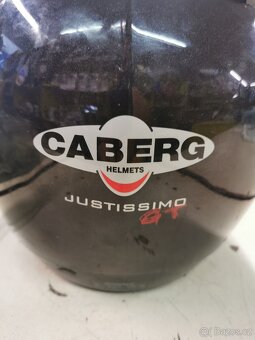 CABERG
HELMETS
JUSTISSIMO
GT
© Bazos.cz